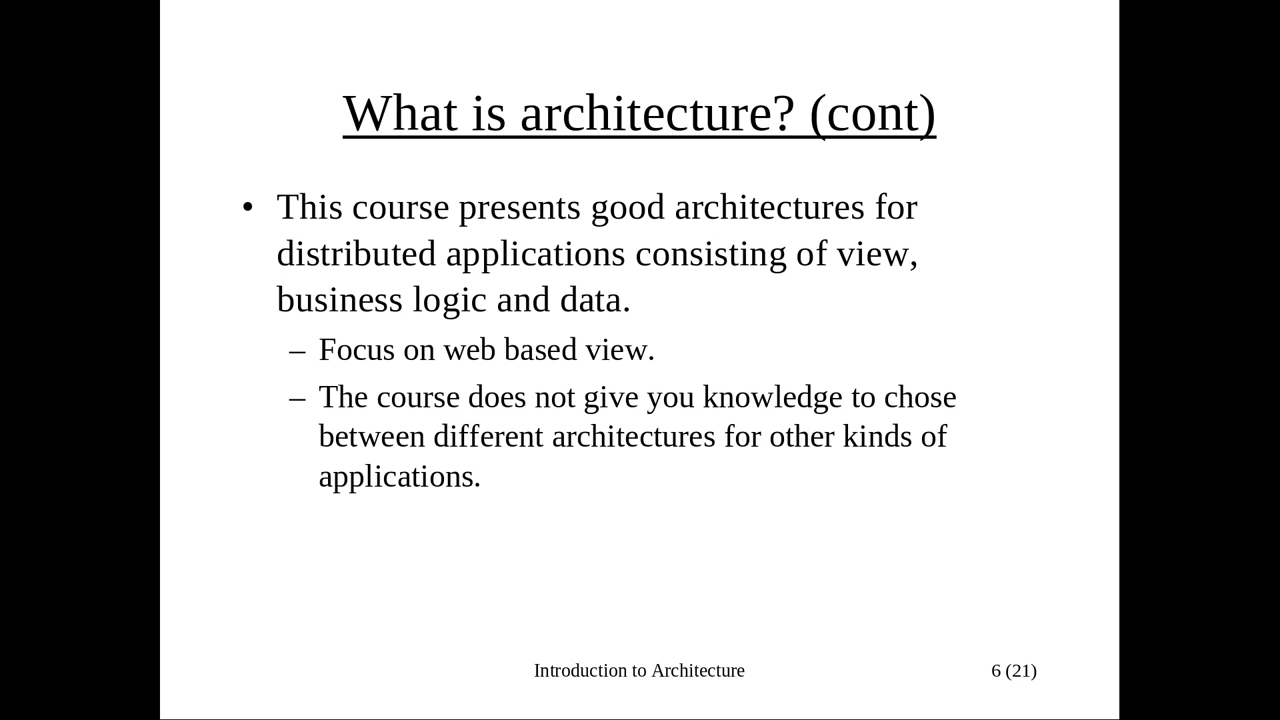 What is architecture? (cont)
• This course presents good architectures for
distributed applications consisting of view,
business logic and data.
– Focus on web based view.
– The course does not give you knowledge to chose
between different architectures for other kinds of
applications.
Introduction to Architecture
6 (21)